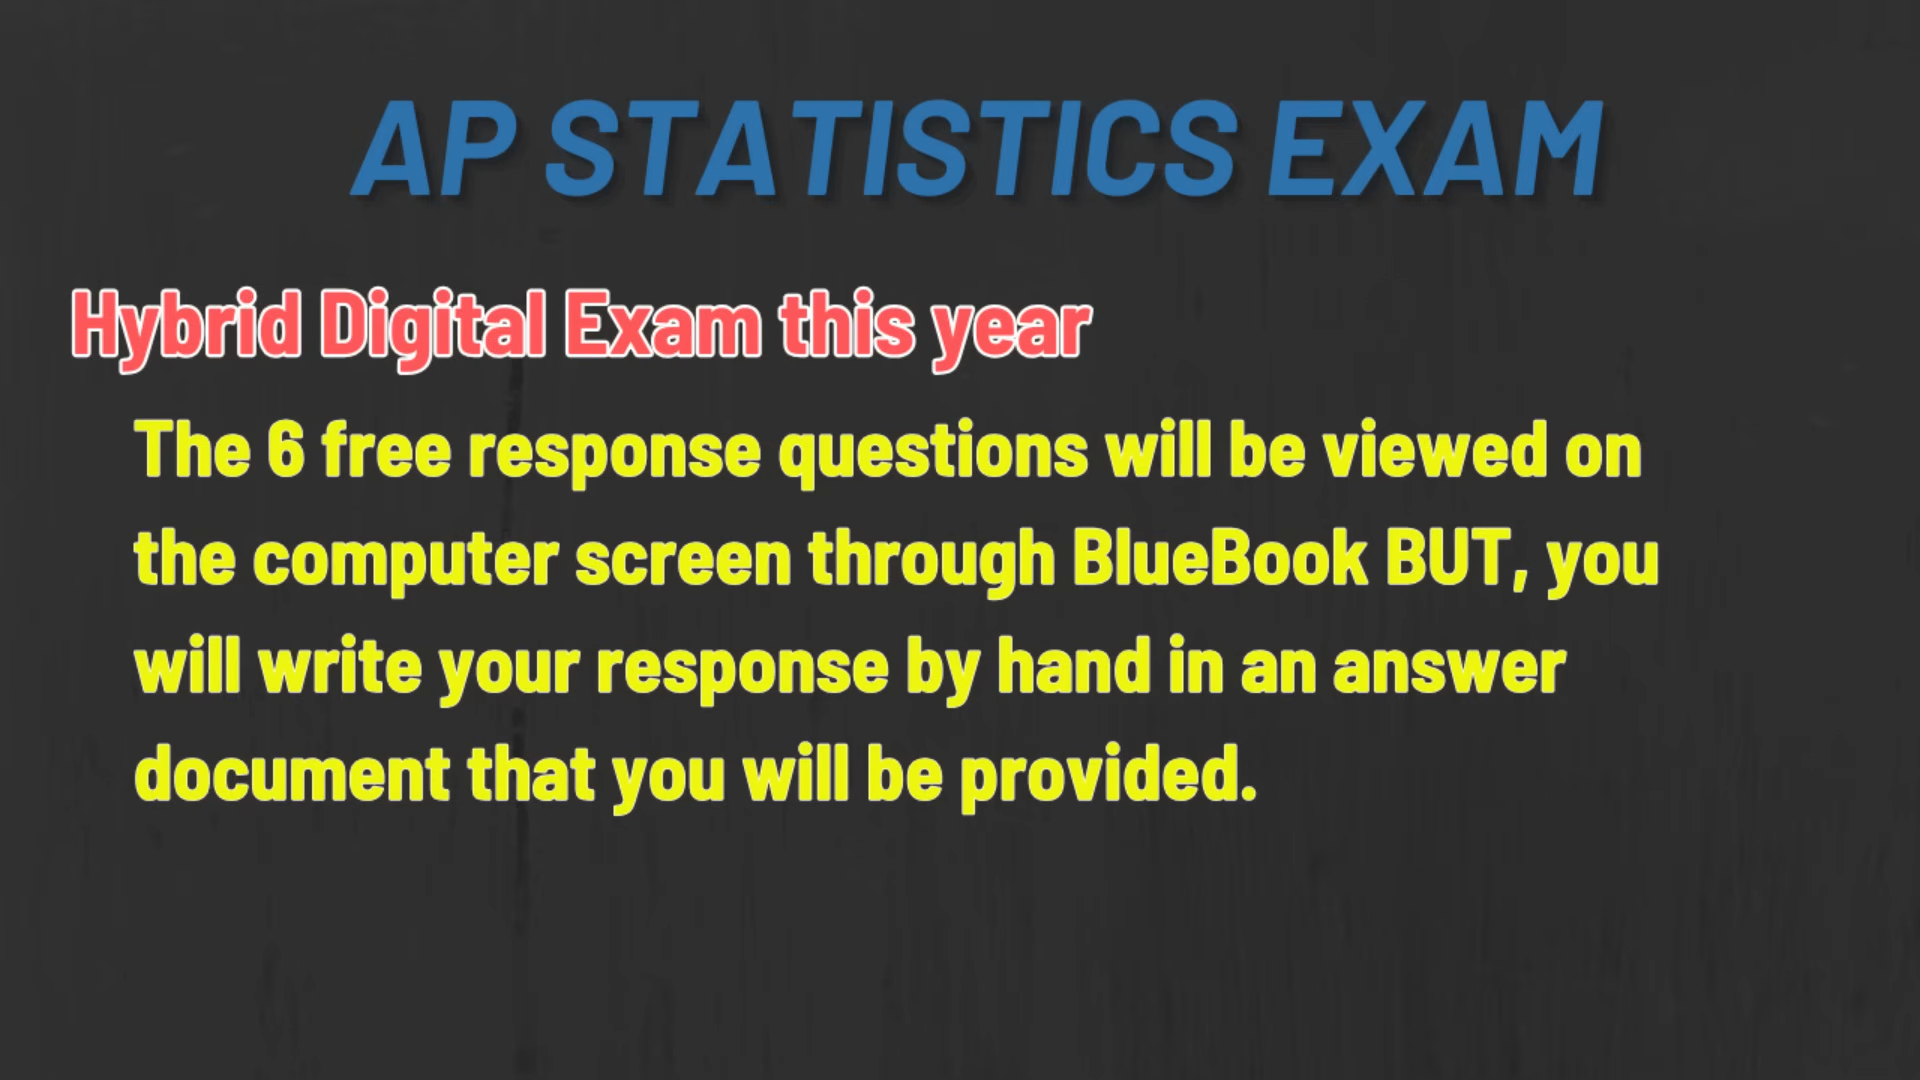 AP STATISTICS EXAM
Hybrid Digital Exam this year
The 6 free response questions will be viewed on
the computer screen through BlueBook BUT, you
will write your response by hand in an answer
document that you will be provided.